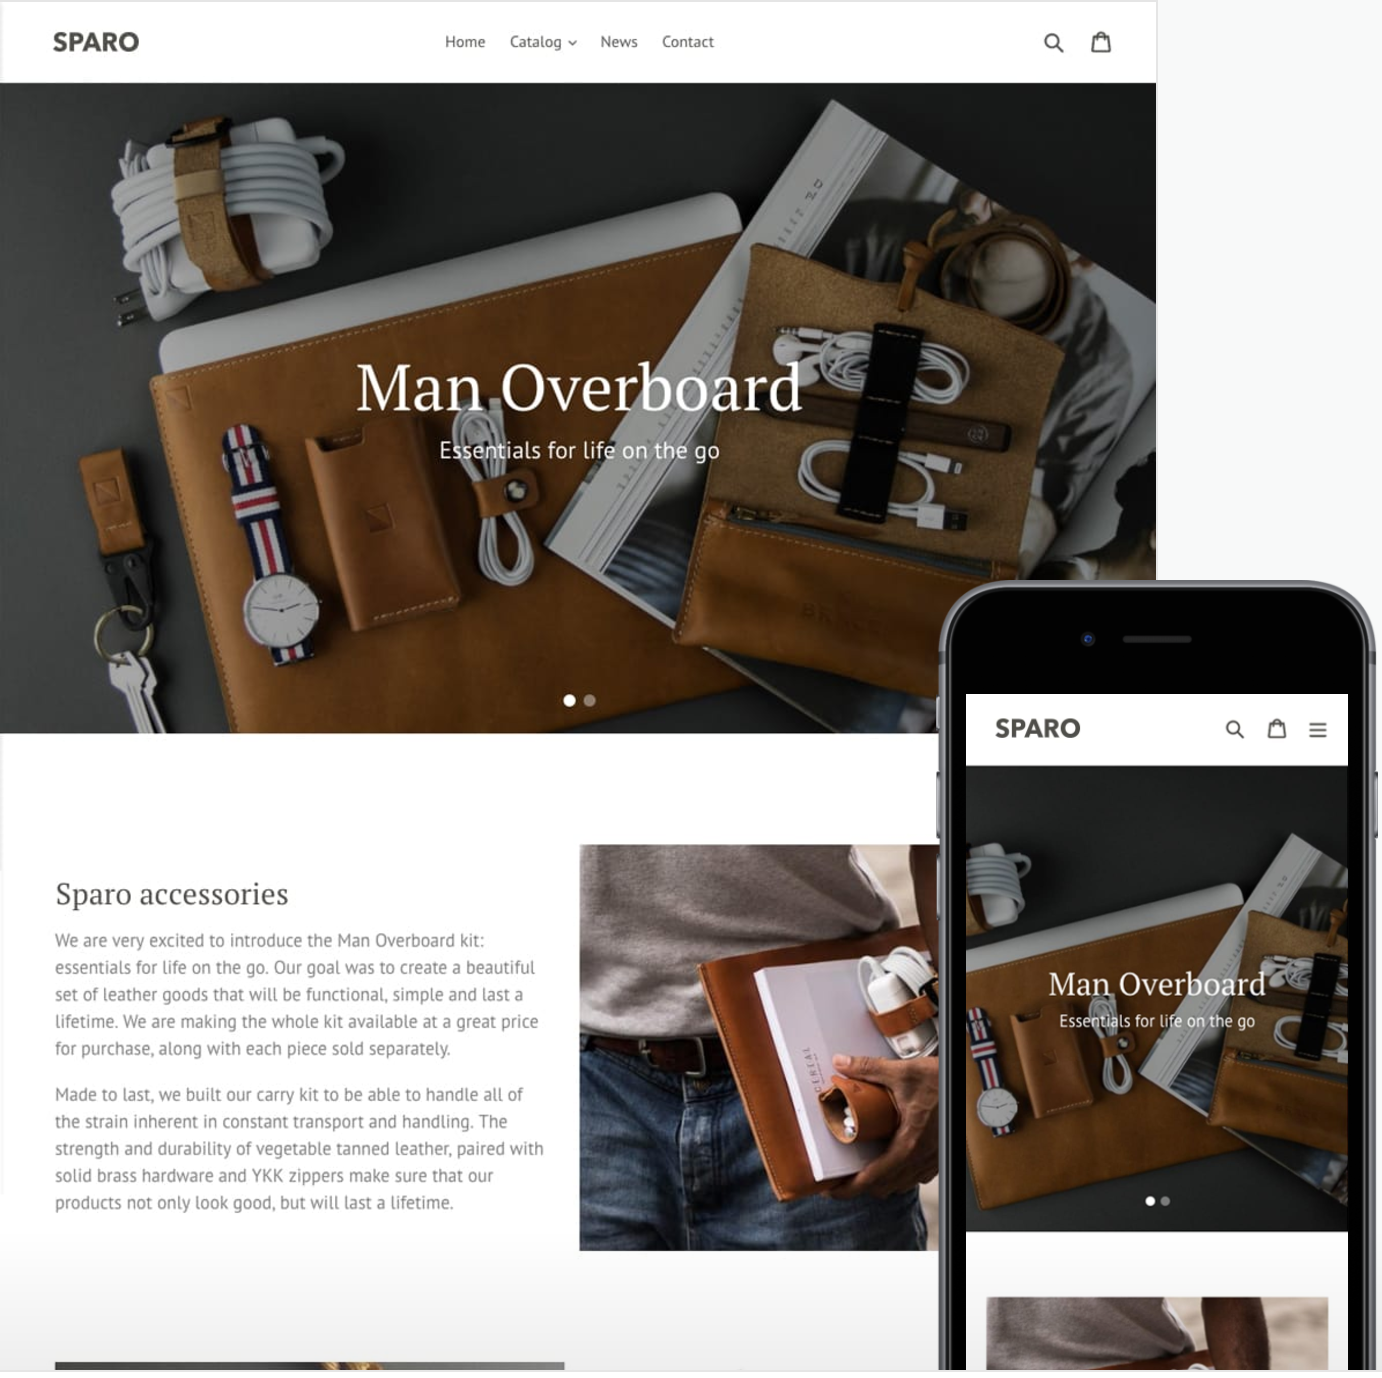 SPARO
Home Catalog News Contact
Man Overboard
Essentials for life on the go
Sparo accessories
We are very excited to introduce the Man Overboard kit:
essentials for life on the go. Our goal was to create a beautiful
set of leather goods that will be functional, simple and last a
lifetime. We are making the whole kit available at a great price
for purchase, along with each piece sold separately.
Made to last, we built our carry kit to be able to handle all of
the strain inherent in constant transport and handling. The
strength and durability of vegetable tanned leather, paired with
solid brass hardware and YKK zippers make sure that our
products not only look good, but will last a lifetime.
CEREAL
SPARO
Man Overboard
Essentials for life on the go